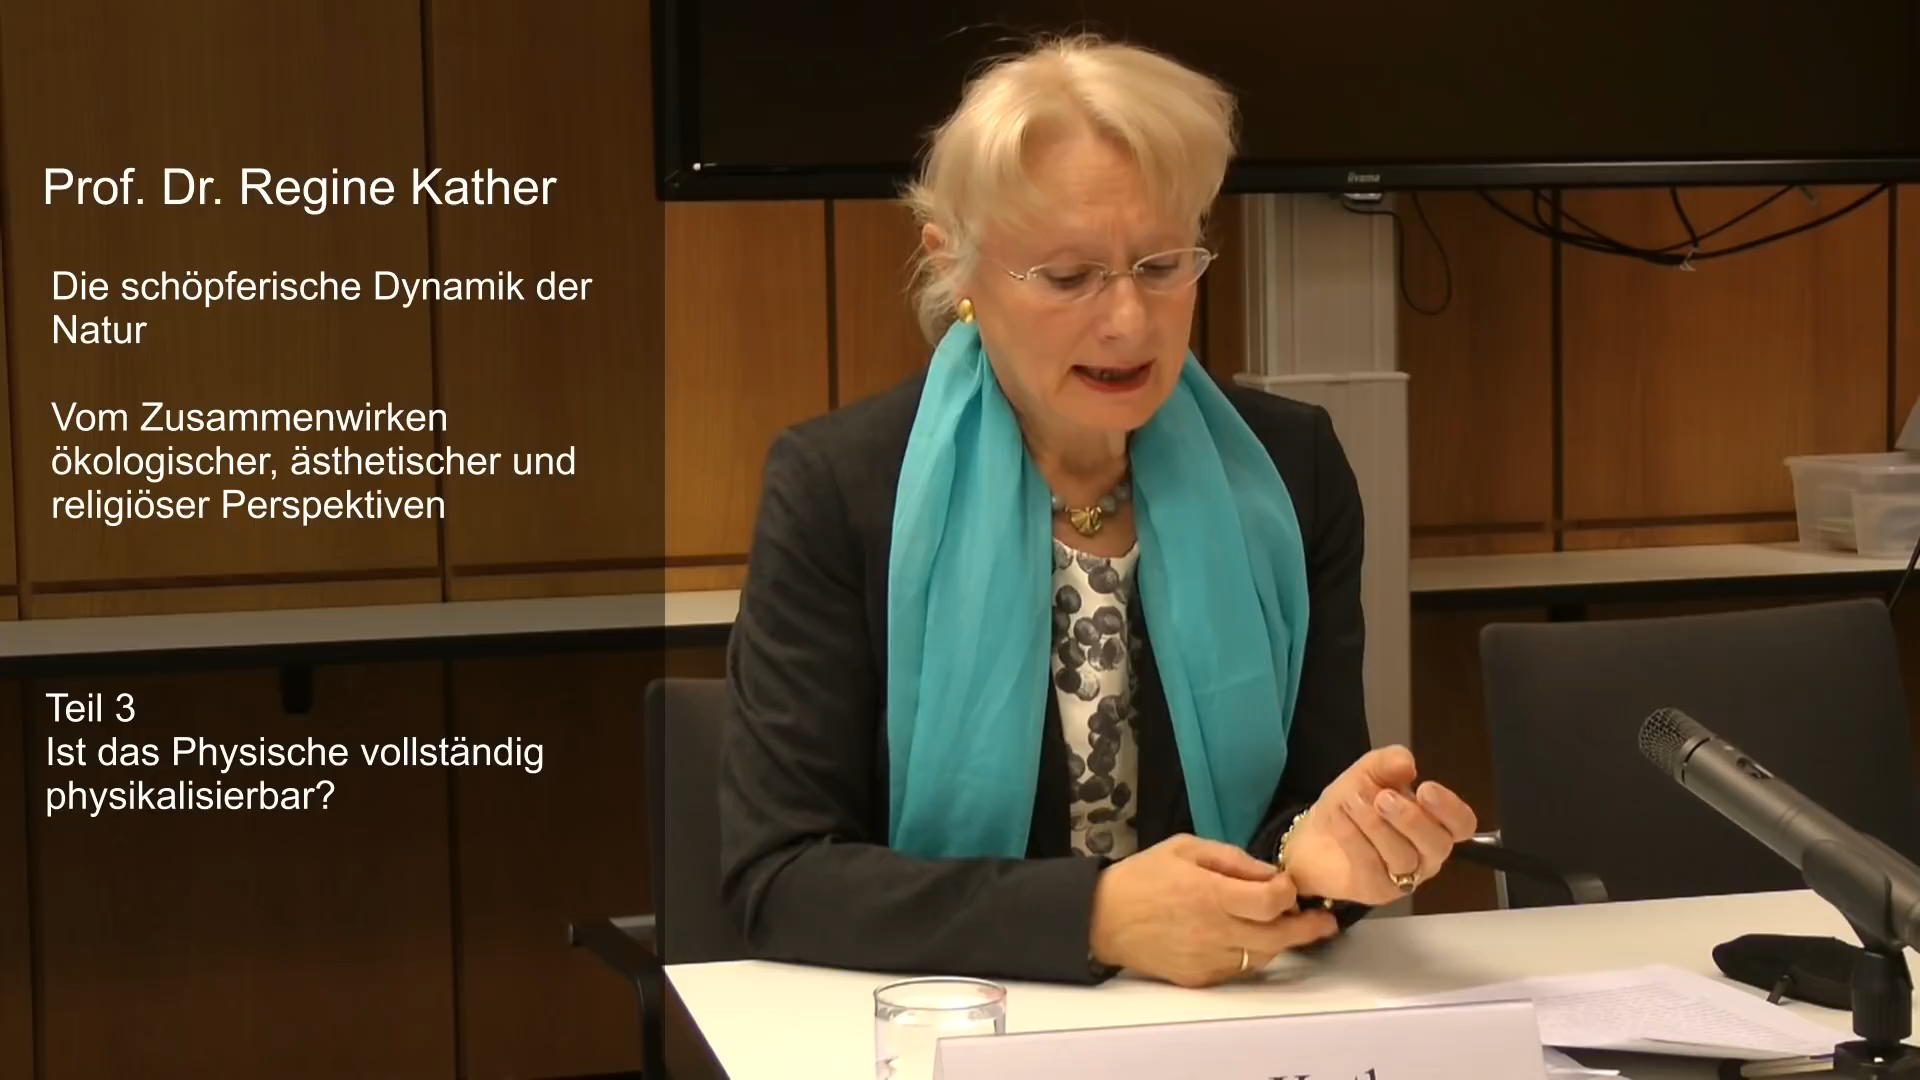 Prof. Dr. Regine Kather
Die schöpferische Dynamik der
Natur
Vom Zusammenwirken
ökologischer, ästhetischer und
religiöser Perspektiven
Teil 3
Ist das Physische vollständig
physikalisierbar?
iiyama